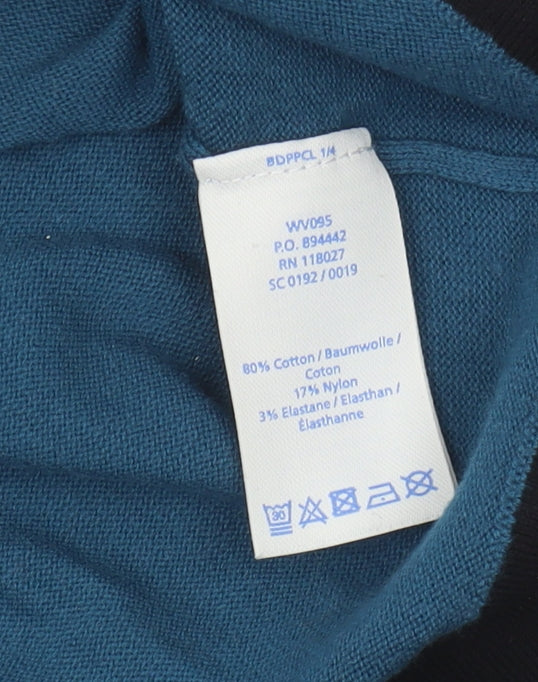 BDPPCL 1/4
WV095
P.O. 894442
RN 118027
SC 0192 / 0019
80% Cotton / Baumwolle /
Coton
17% Nylon
3% Elastane / Elasthan /
Élasthanne
30